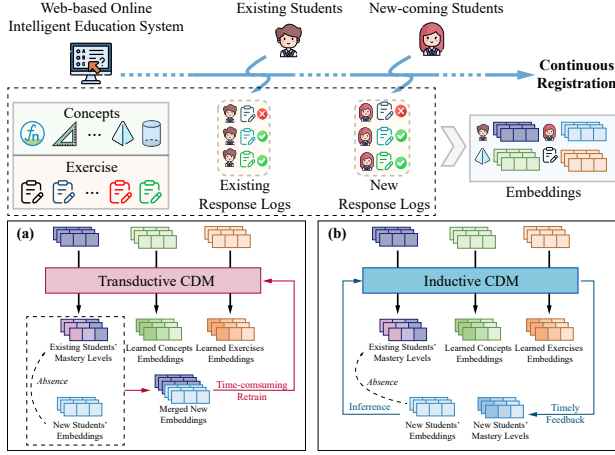 Web-based Online
Intelligent Education System
Existing Students
New-coming Students
Continuous
Registration
Concepts
fn
...
Exercise
...
Existing
Response Logs
New
Response Logs
Embeddings
(a)
Transductive CDM
Existing Students'
Mastery Levels
Learned Concepts
Embeddings
Learned Exercises
Embeddings
Absence
New Students'
Embeddings
Merged New
Embeddings
Time-comsuming
Retrain
(b)
Inductive CDM
Existing Students'
Mastery Levels
Learned Concepts
Embeddings
Learned Exercises
Embeddings
Absence
Inferrence
New Students'
Embeddings
New Students'
Mastery Levels
Timely
Feedback